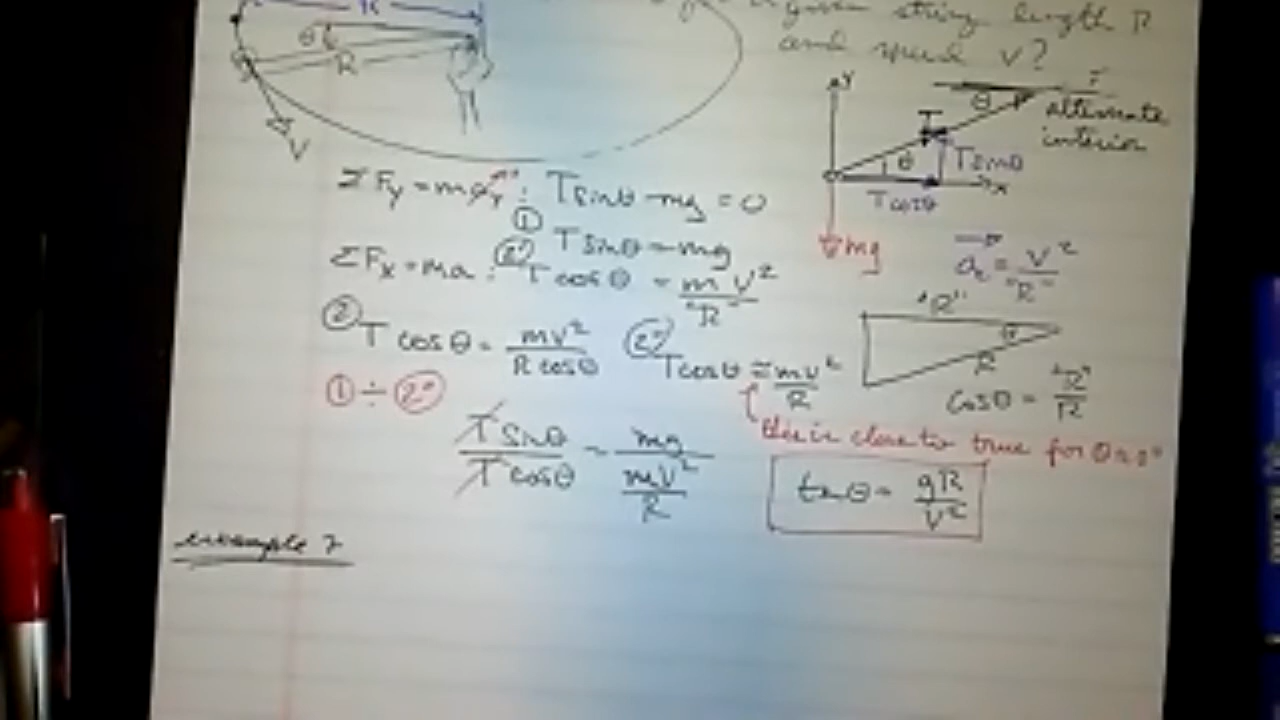 given string length R
and speed v?
"R"
θ
R
V
y
T
θ
alternate
interior
T
θ
T sinθ
x
T cosθ
mg
ΣFy = may : T sinθ - mg = 0
① T sinθ = mg
ΣFx = ma : ②' T cosθ = mv²/"R"
ac = v²/"R"
"R"
θ
R
cosθ = "R"/R
② T cosθ = mv²/R cosθ
②" T cosθ ≈ mv²/R
this is close to true for θ≈0°
① ÷ ②"
T sinθ/T cosθ = mg/(mv²/R)
tanθ = gR/v²
example 7